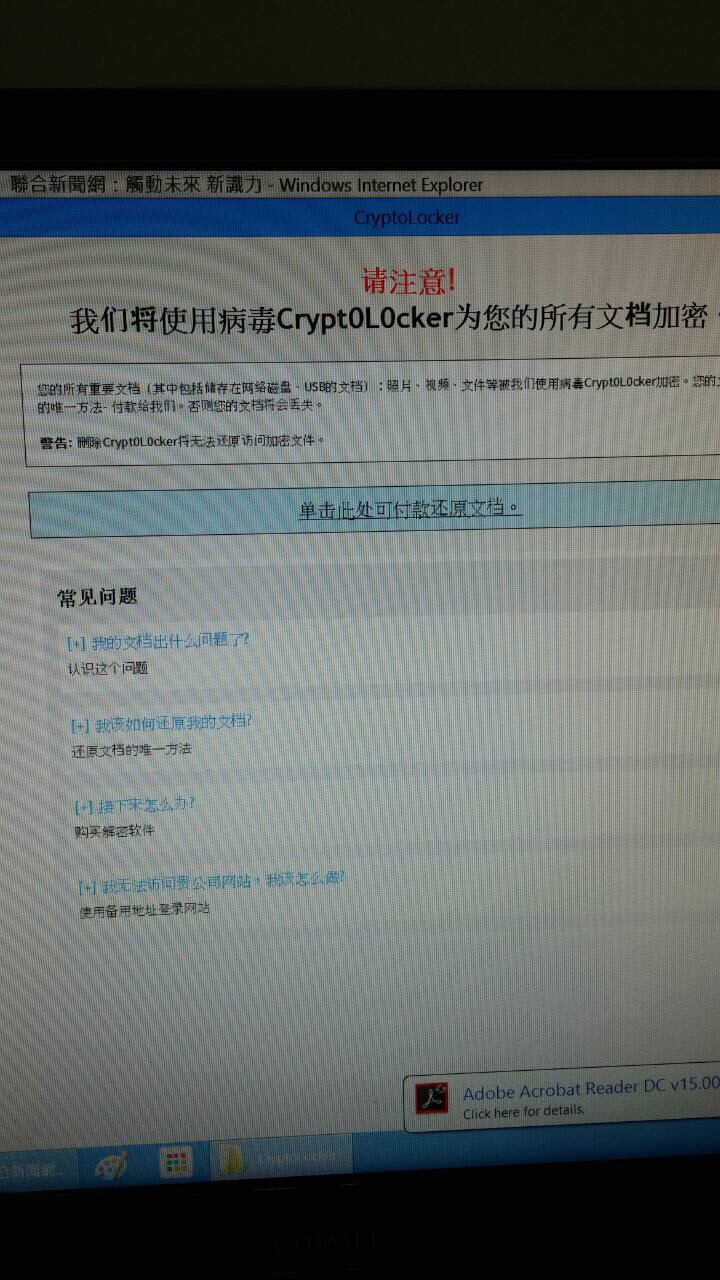 聯合新聞網：觸動未來 新識力 - Windows Internet Explorer
CryptoLocker
请注意!
我们将使用病毒Crypt0L0cker为您的所有文档加密
您的所有重要文档（其中包括储存在网络磁盘、USB的文档）：照片、视频、文件等被我们使用病毒Crypt0L0cker加密。您的
的唯一方法- 付款给我们。否则您的文档将会丢失。
警告: 删除Crypt0L0cker将无法还原访问加密文件。
单击此处可付款还原文档。
常见问题
[+] 我的文档出什么问题了?
认识这个问题
[+] 我该如何还原我的文档?
还原文档的唯一方法
[+] 接下来怎么办?
购买解密软件
[+] 我无法访问贵公司网站，我该怎么做?
使用备用地址登录网站
Adobe Acrobat Reader DC v15.00
Click here for details.
合新聞網...
CryptoLocker